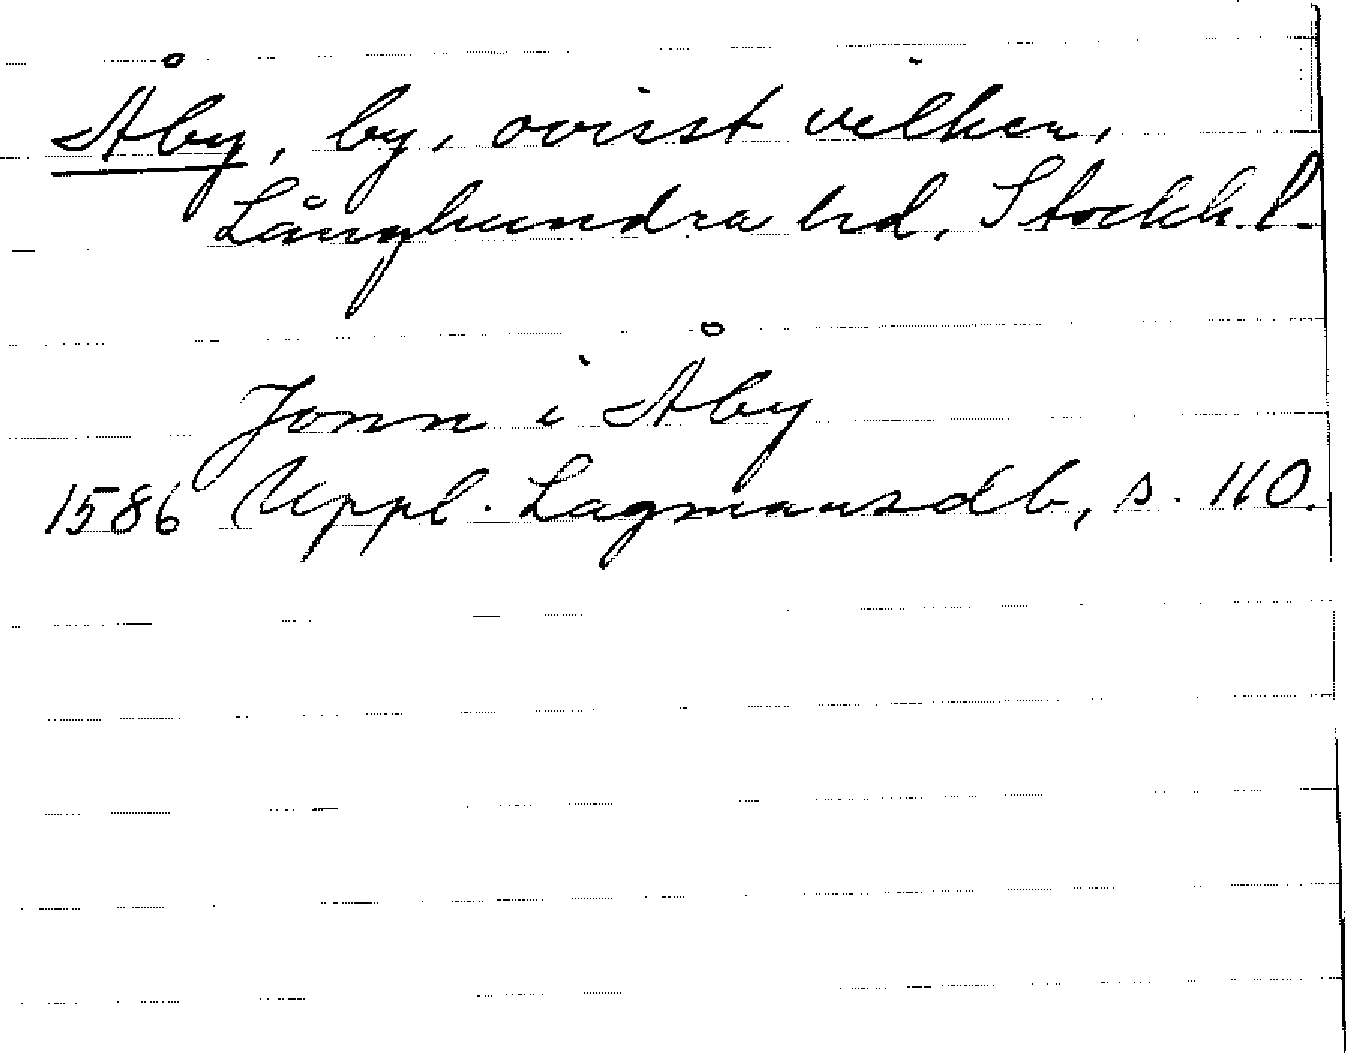 Åby, by, ovisst vilken,
Långhundra hd, Stockh. l.
Jonn i Åby
1586 Uppl. Lagmansdb, s. 110.